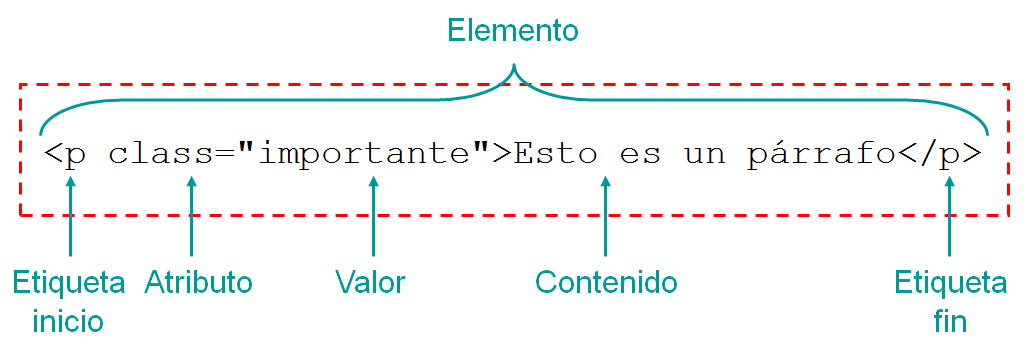 Elemento
<p class="importante">Esto es un párrafo</p>
Etiqueta Atributo Valor Contenido Etiqueta
inicio fin